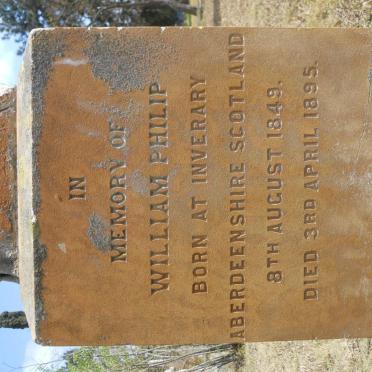 IN
MEMORY OF
WILLIAM PHILIP
BORN AT INVERARY
ABERDEENSHIRE SCOTLAND
8TH AUGUST 1849.
DIED 3RD APRIL 1895.